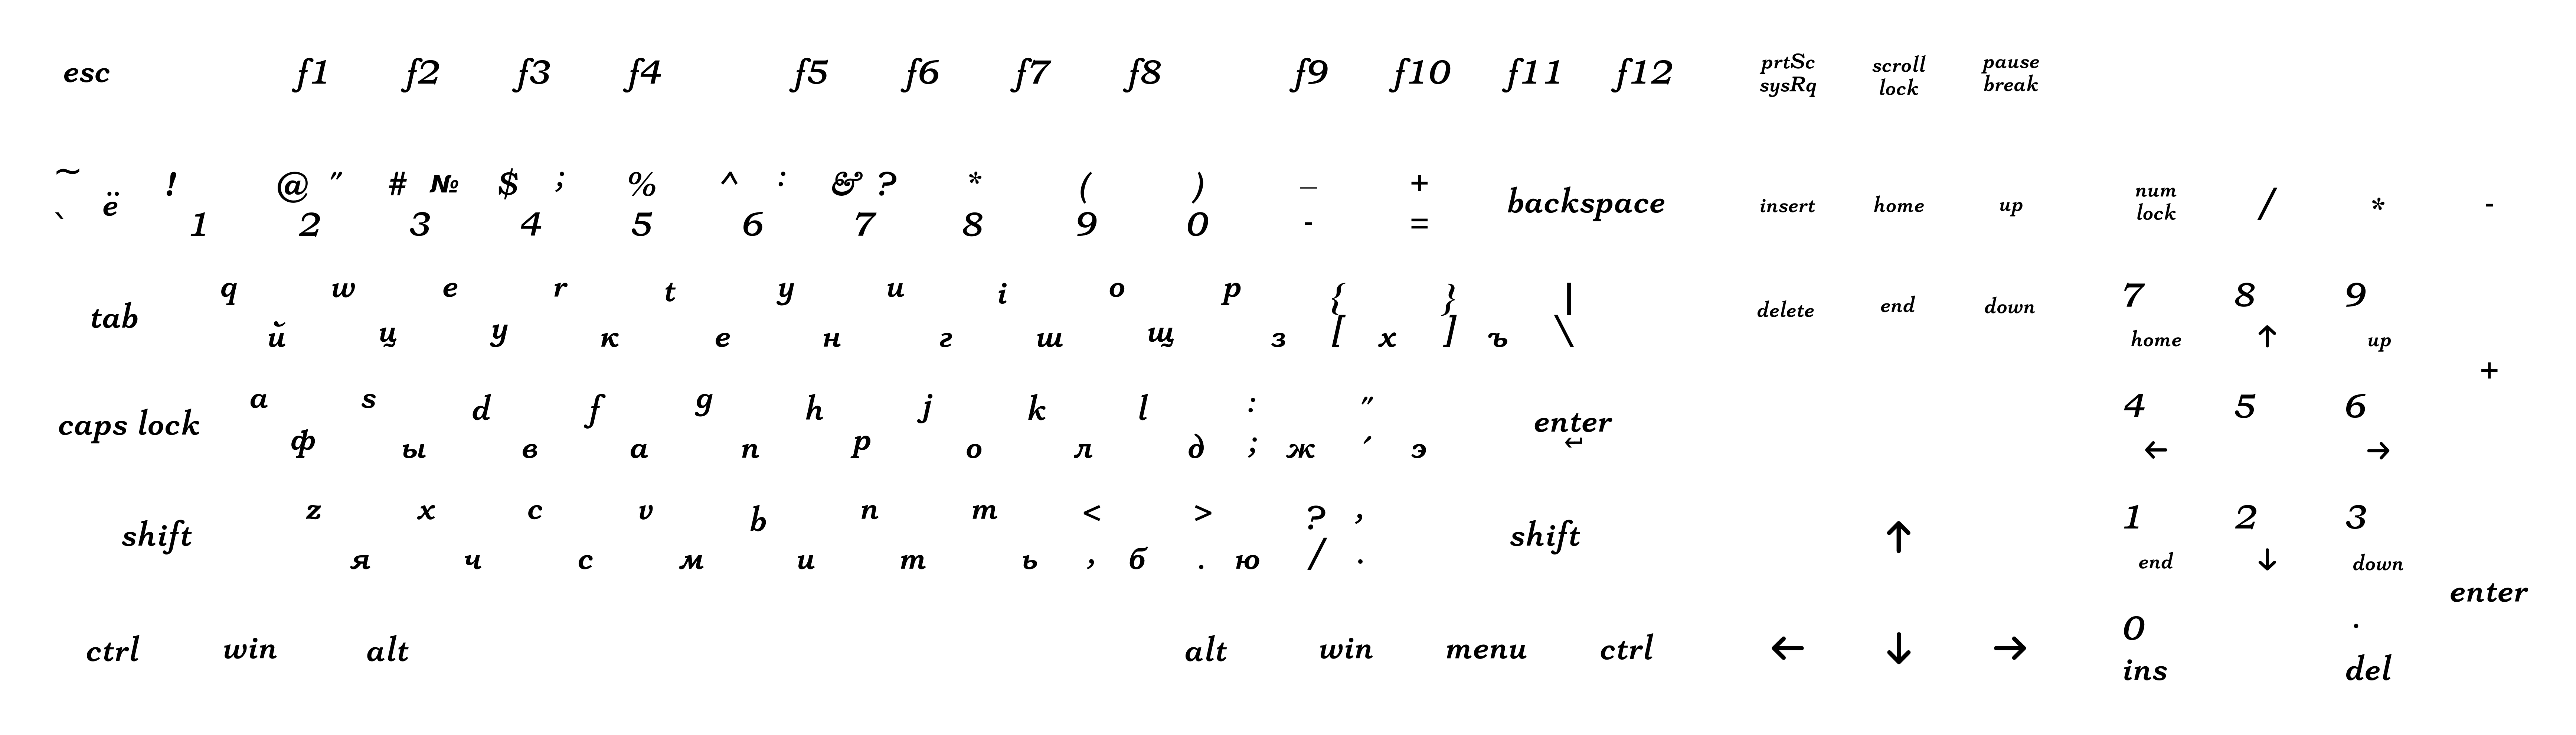 esc f1 f2 f3 f4 f5 f6 f7 f8 f9 f10 f11 f12 prtSc sysRq scroll lock pause break
~ ` ё ! 1 @ " 2 # № 3 $ ; 4 % 5 ^ : 6 & ? 7 * 8 ( 9 ) 0 _ - + = backspace insert home up num lock / * -
tab q й w ц e у r к t е y н u г i ш o щ p з { [ х } ] ъ | \ delete end down 7 home 8 ↑ 9 up +
caps lock a ф s ы d в f а g п h р j о k л l д : ; ж " ' э enter ↵ 4 ← 5 6 →
shift z я x ч c с v м b и n т m ь < , б > . ю ? / , . shift ↑ 1 end 2 ↓ 3 down enter
ctrl win alt alt win menu ctrl ← ↓ → 0 ins . del